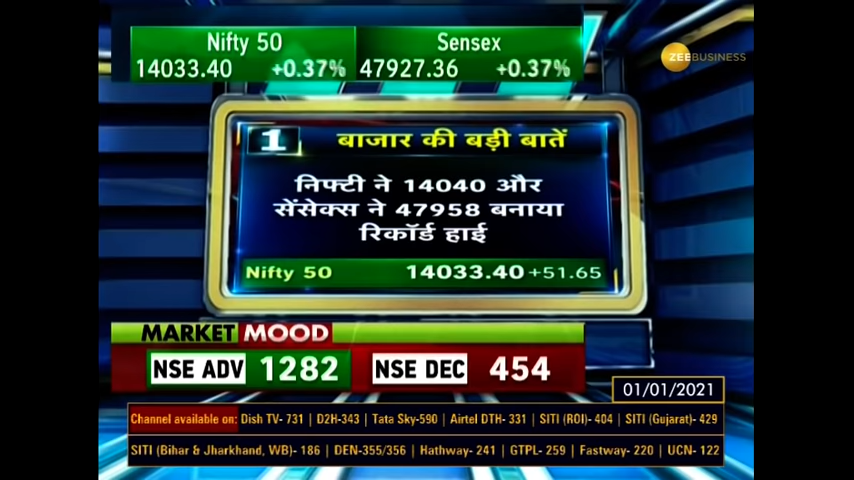 Nifty 50
14033.40 +0.37%
Sensex
47927.36 +0.37%
ZEEBUSINESS
1 बाजार की बड़ी बातें
निफ्टी ने 14040 और
सेंसेक्स ने 47958 बनाया
रिकॉर्ड हाई
Nifty 50 14033.40 +51.65
MARKET MOOD
NSE ADV 1282 NSE DEC 454
01/01/2021
Channel available on: Dish TV- 731 | D2H-343 | Tata Sky-590 | Airtel DTH- 331 | SITI (ROI)- 404 | SITI (Gujarat)- 429
SITI (Bihar & Jharkhand, WB)- 186 | DEN-355/356 | Hathway- 241 | GTPL- 259 | Fastway- 220 | UCN- 122